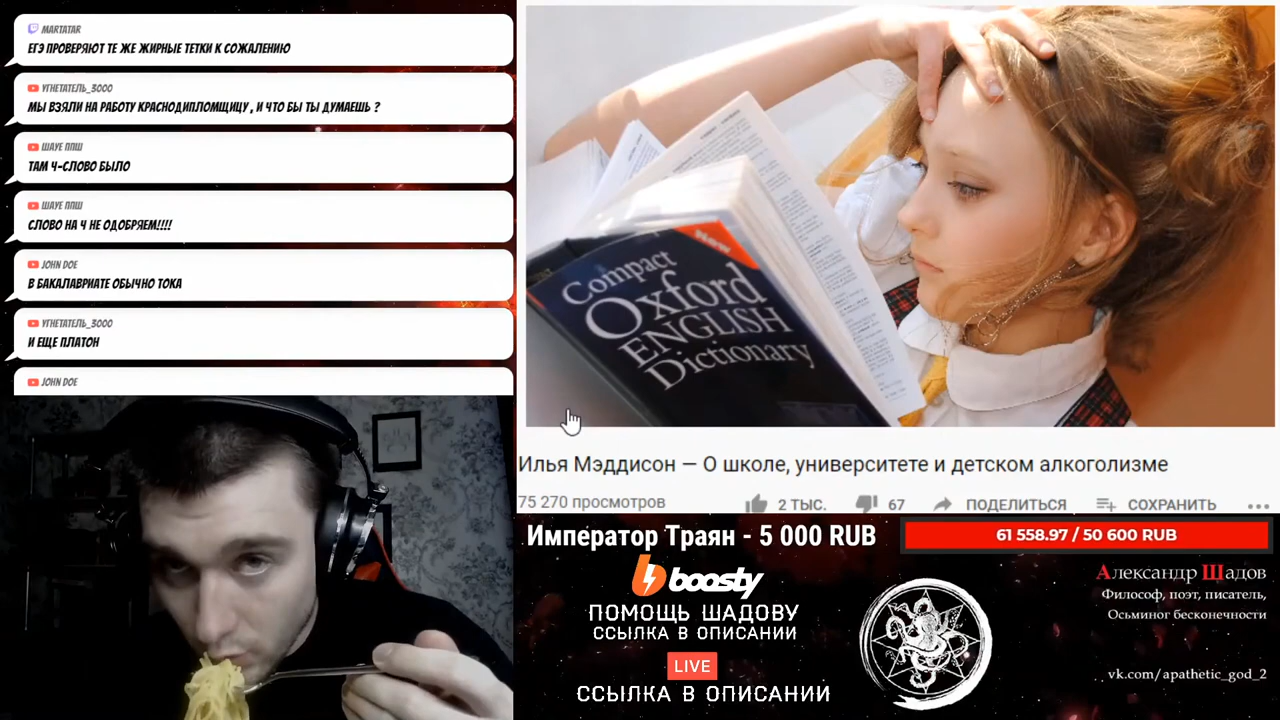 MARTATAR
ЕГЭ ПРОВЕРЯЮТ ТЕ ЖЕ ЖИРНЫЕ ТЕТКИ К СОЖАЛЕНИЮ
УГНЕТАТЕЛЬ_3000
МЫ ВЗЯЛИ НА РАБОТУ КРАСНОДИПЛОМЩИЦУ , И ЧТО БЫ ТЫ ДУМАЕШЬ ?
ШАУЕ ППШ
ТАМ Ч-СЛОВО БЫЛО
ШАУЕ ППШ
СЛОВО НА Ч НЕ ОДОБРЯЕМ!!!!
JOHN DOE
В БАКАЛАВРИАТЕ ОБЫЧНО ТОКА
УГНЕТАТЕЛЬ_3000
И ЕЩЕ ПЛАТОН
JOHN DOE
New
Compact
Oxford
ENGLISH
Dictionary
Илья Мэддисон — О школе, университете и детском алкоголизме
75 270 просмотров
2 ТЫС.
67
ПОДЕЛИТЬСЯ
СОХРАНИТЬ
Император Траян - 5 000 RUB
61 558.97 / 50 600 RUB
boosty
ПОМОЩЬ ШАДОВУ
ССЫЛКА В ОПИСАНИИ
LIVE
ССЫЛКА В ОПИСАНИИ
Александр Шадов
Философ, поэт, писатель,
Осьминог бесконечности
vk.com/apathetic_god_2